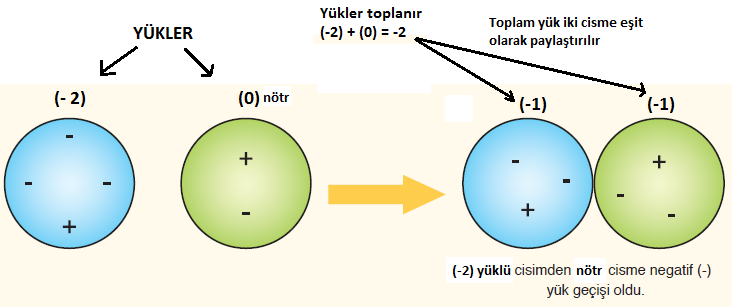 YÜKLER
Yükler toplanır
(-2) + (0) = -2
Toplam yük iki cisme eşit
olarak paylaştırılır
(- 2)
(0) nötr
(-1)
(-1)
-
- -
+
+
-
-
-
+
+
-
-
(-2) yüklü cisimden nötr cisme negatif (-)
yük geçişi oldu.